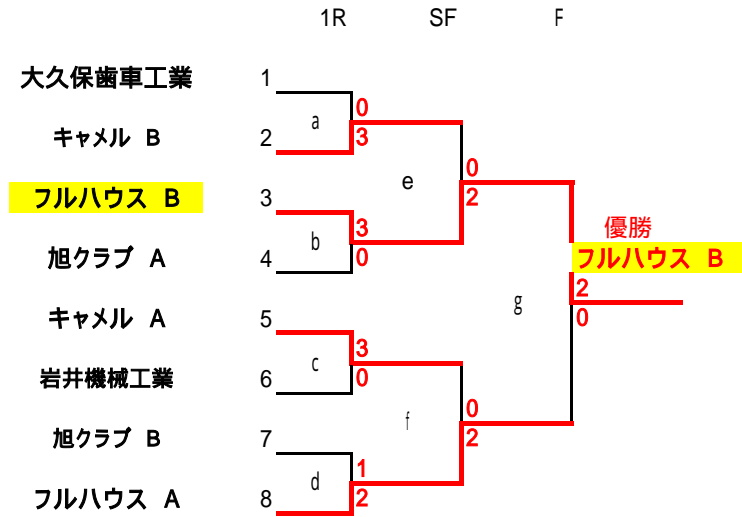 1R SF F
大久保歯車工業 1
a 0
キャメル B 2 3
e 0
フルハウス B 3 2
b 3
旭クラブ A 4 0
優勝
フルハウス B
キャメル A 5 2
g 0
c 3
岩井機械工業 6 0
f 0
旭クラブ B 7 2
d 1
フルハウス A 8 2